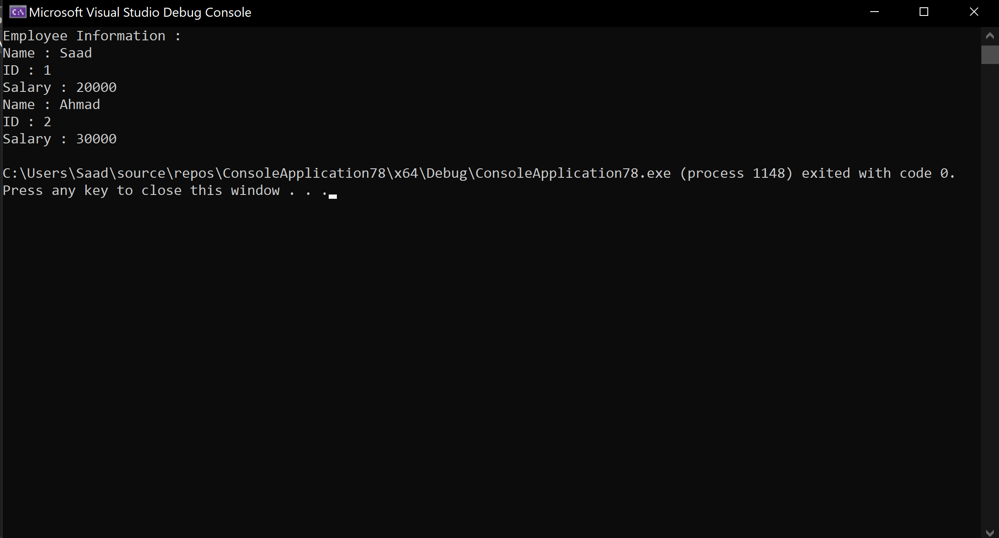 Microsoft Visual Studio Debug Console
Employee Information :
Name : Saad
ID : 1
Salary : 20000
Name : Ahmad
ID : 2
Salary : 30000
C:\Users\Saad\source\repos\ConsoleApplication78\x64\Debug\ConsoleApplication78.exe (process 1148) exited with code 0.
Press any key to close this window . . .